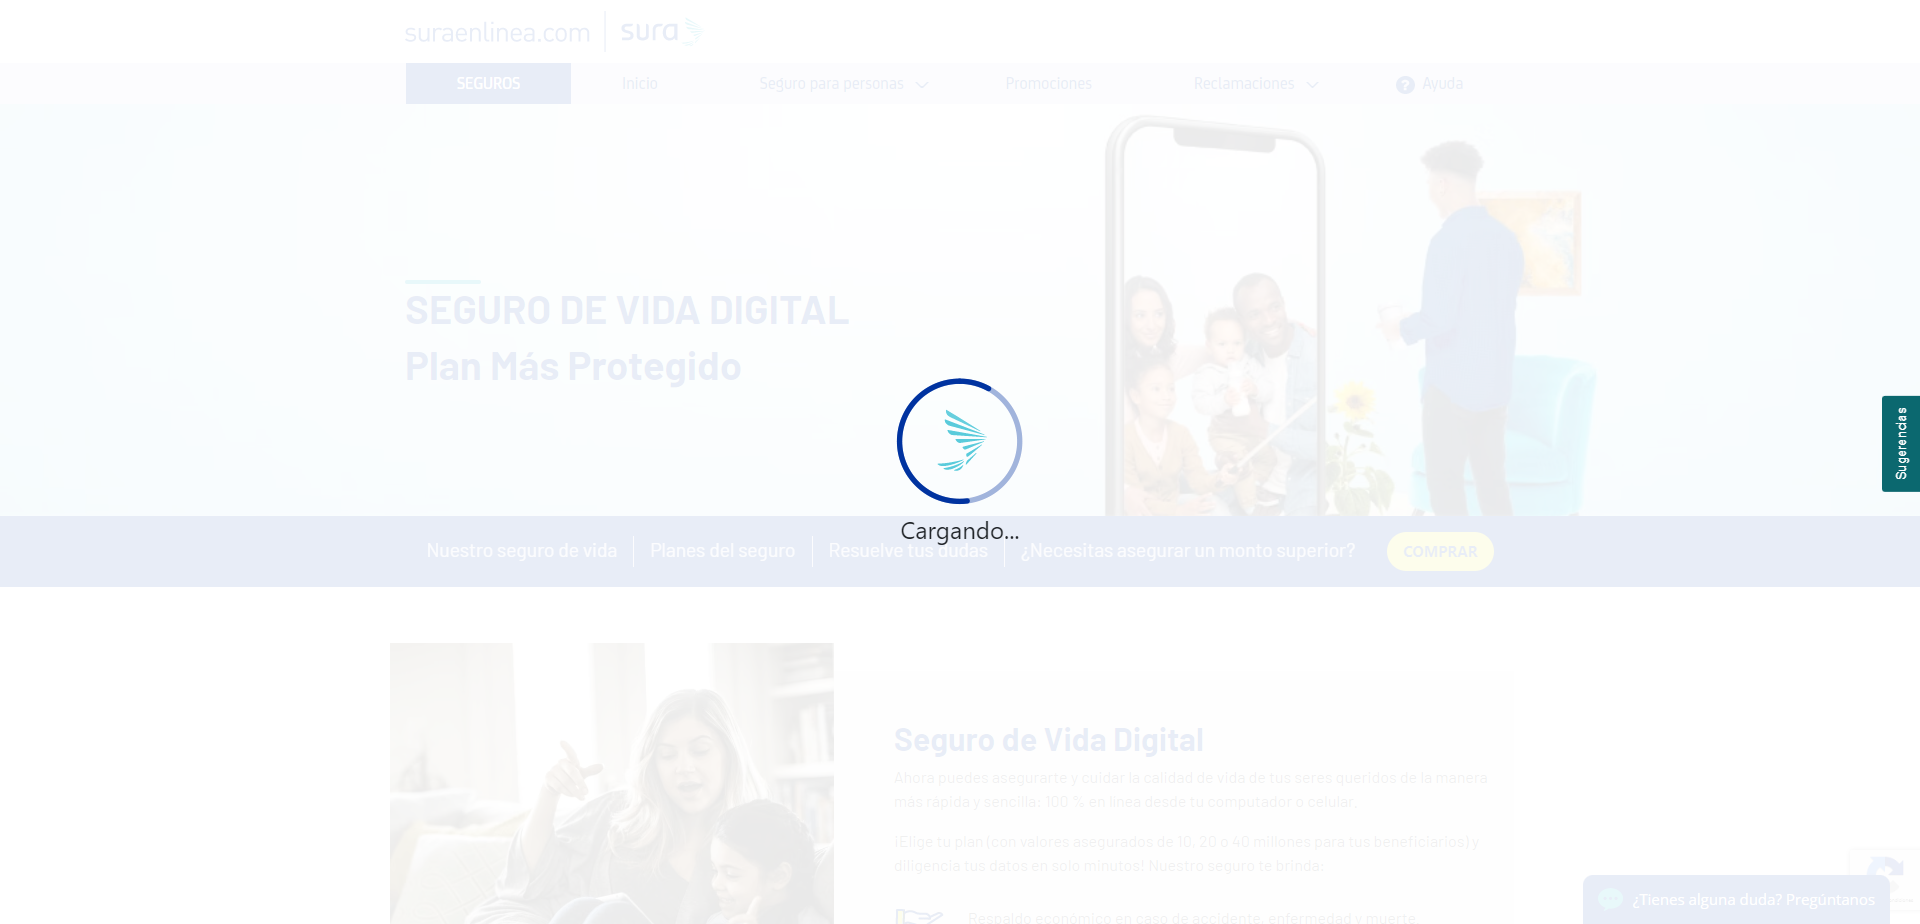 suraenlinea.com
sura
SEGUROS
Inicio
Seguro para personas
Promociones
Reclamaciones
? Ayuda
SEGURO DE VIDA DIGITAL
Plan Más Protegido
Cargando...
Sugerencias
Nuestro seguro de vida
Planes del seguro
Resuelve tus dudas
¿Necesitas asegurar un monto superior?
COMPRAR
Seguro de Vida Digital
Ahora puedes asegurarte y cuidar la calidad de vida de tus seres queridos de la manera
más rápida y sencilla: 100 % en línea desde tu computador o celular.
¡Elige tu plan (con valores asegurados de 10, 20 o 40 millones para tus beneficiarios) y
diligencia tus datos en solo minutos! Nuestro seguro te brinda:
Respaldo económico en caso de accidente, enfermedad y muerte.
¿Tienes alguna duda? Pregúntanos